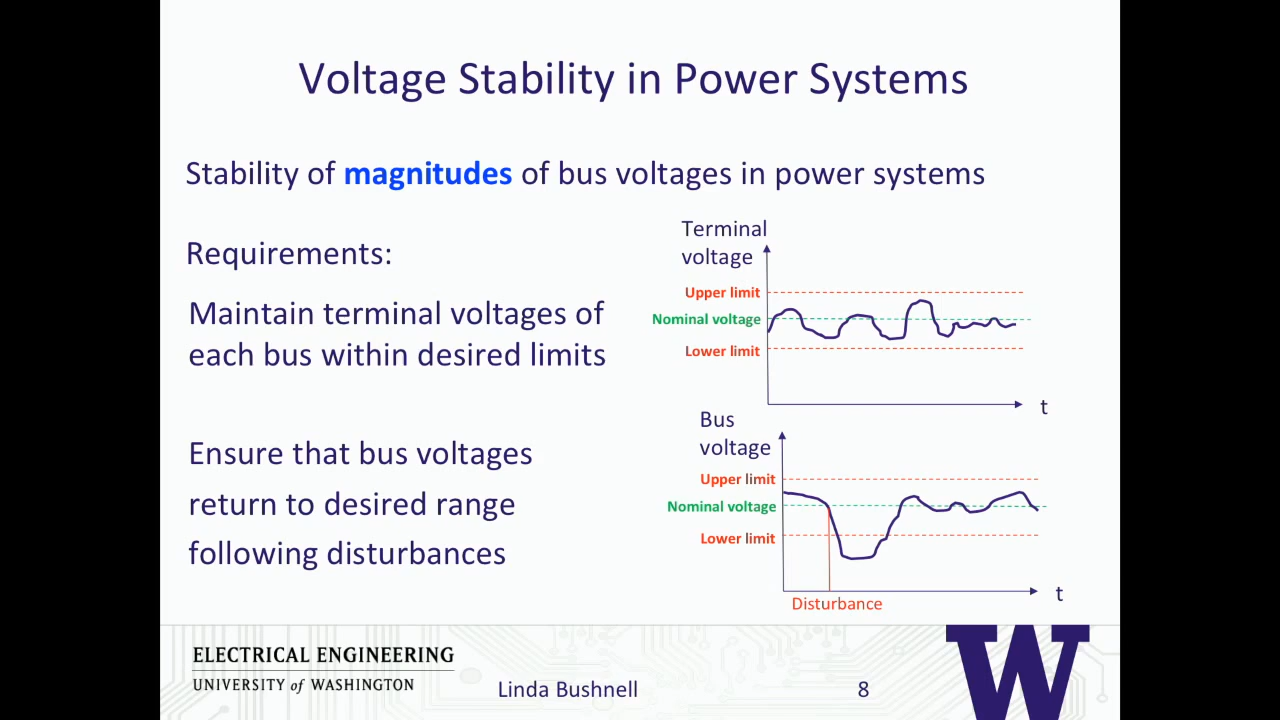 Voltage Stability in Power Systems
Stability of magnitudes of bus voltages in power systems
Requirements:
Maintain terminal voltages of
each bus within desired limits
Terminal
voltage
Upper limit
Nominal voltage
Lower limit
t
Ensure that bus voltages
return to desired range
following disturbances
Bus
voltage
Upper limit
Nominal voltage
Lower limit
t
Disturbance
ELECTRICAL ENGINEERING
UNIVERSITY of WASHINGTON
Linda Bushnell
8
W